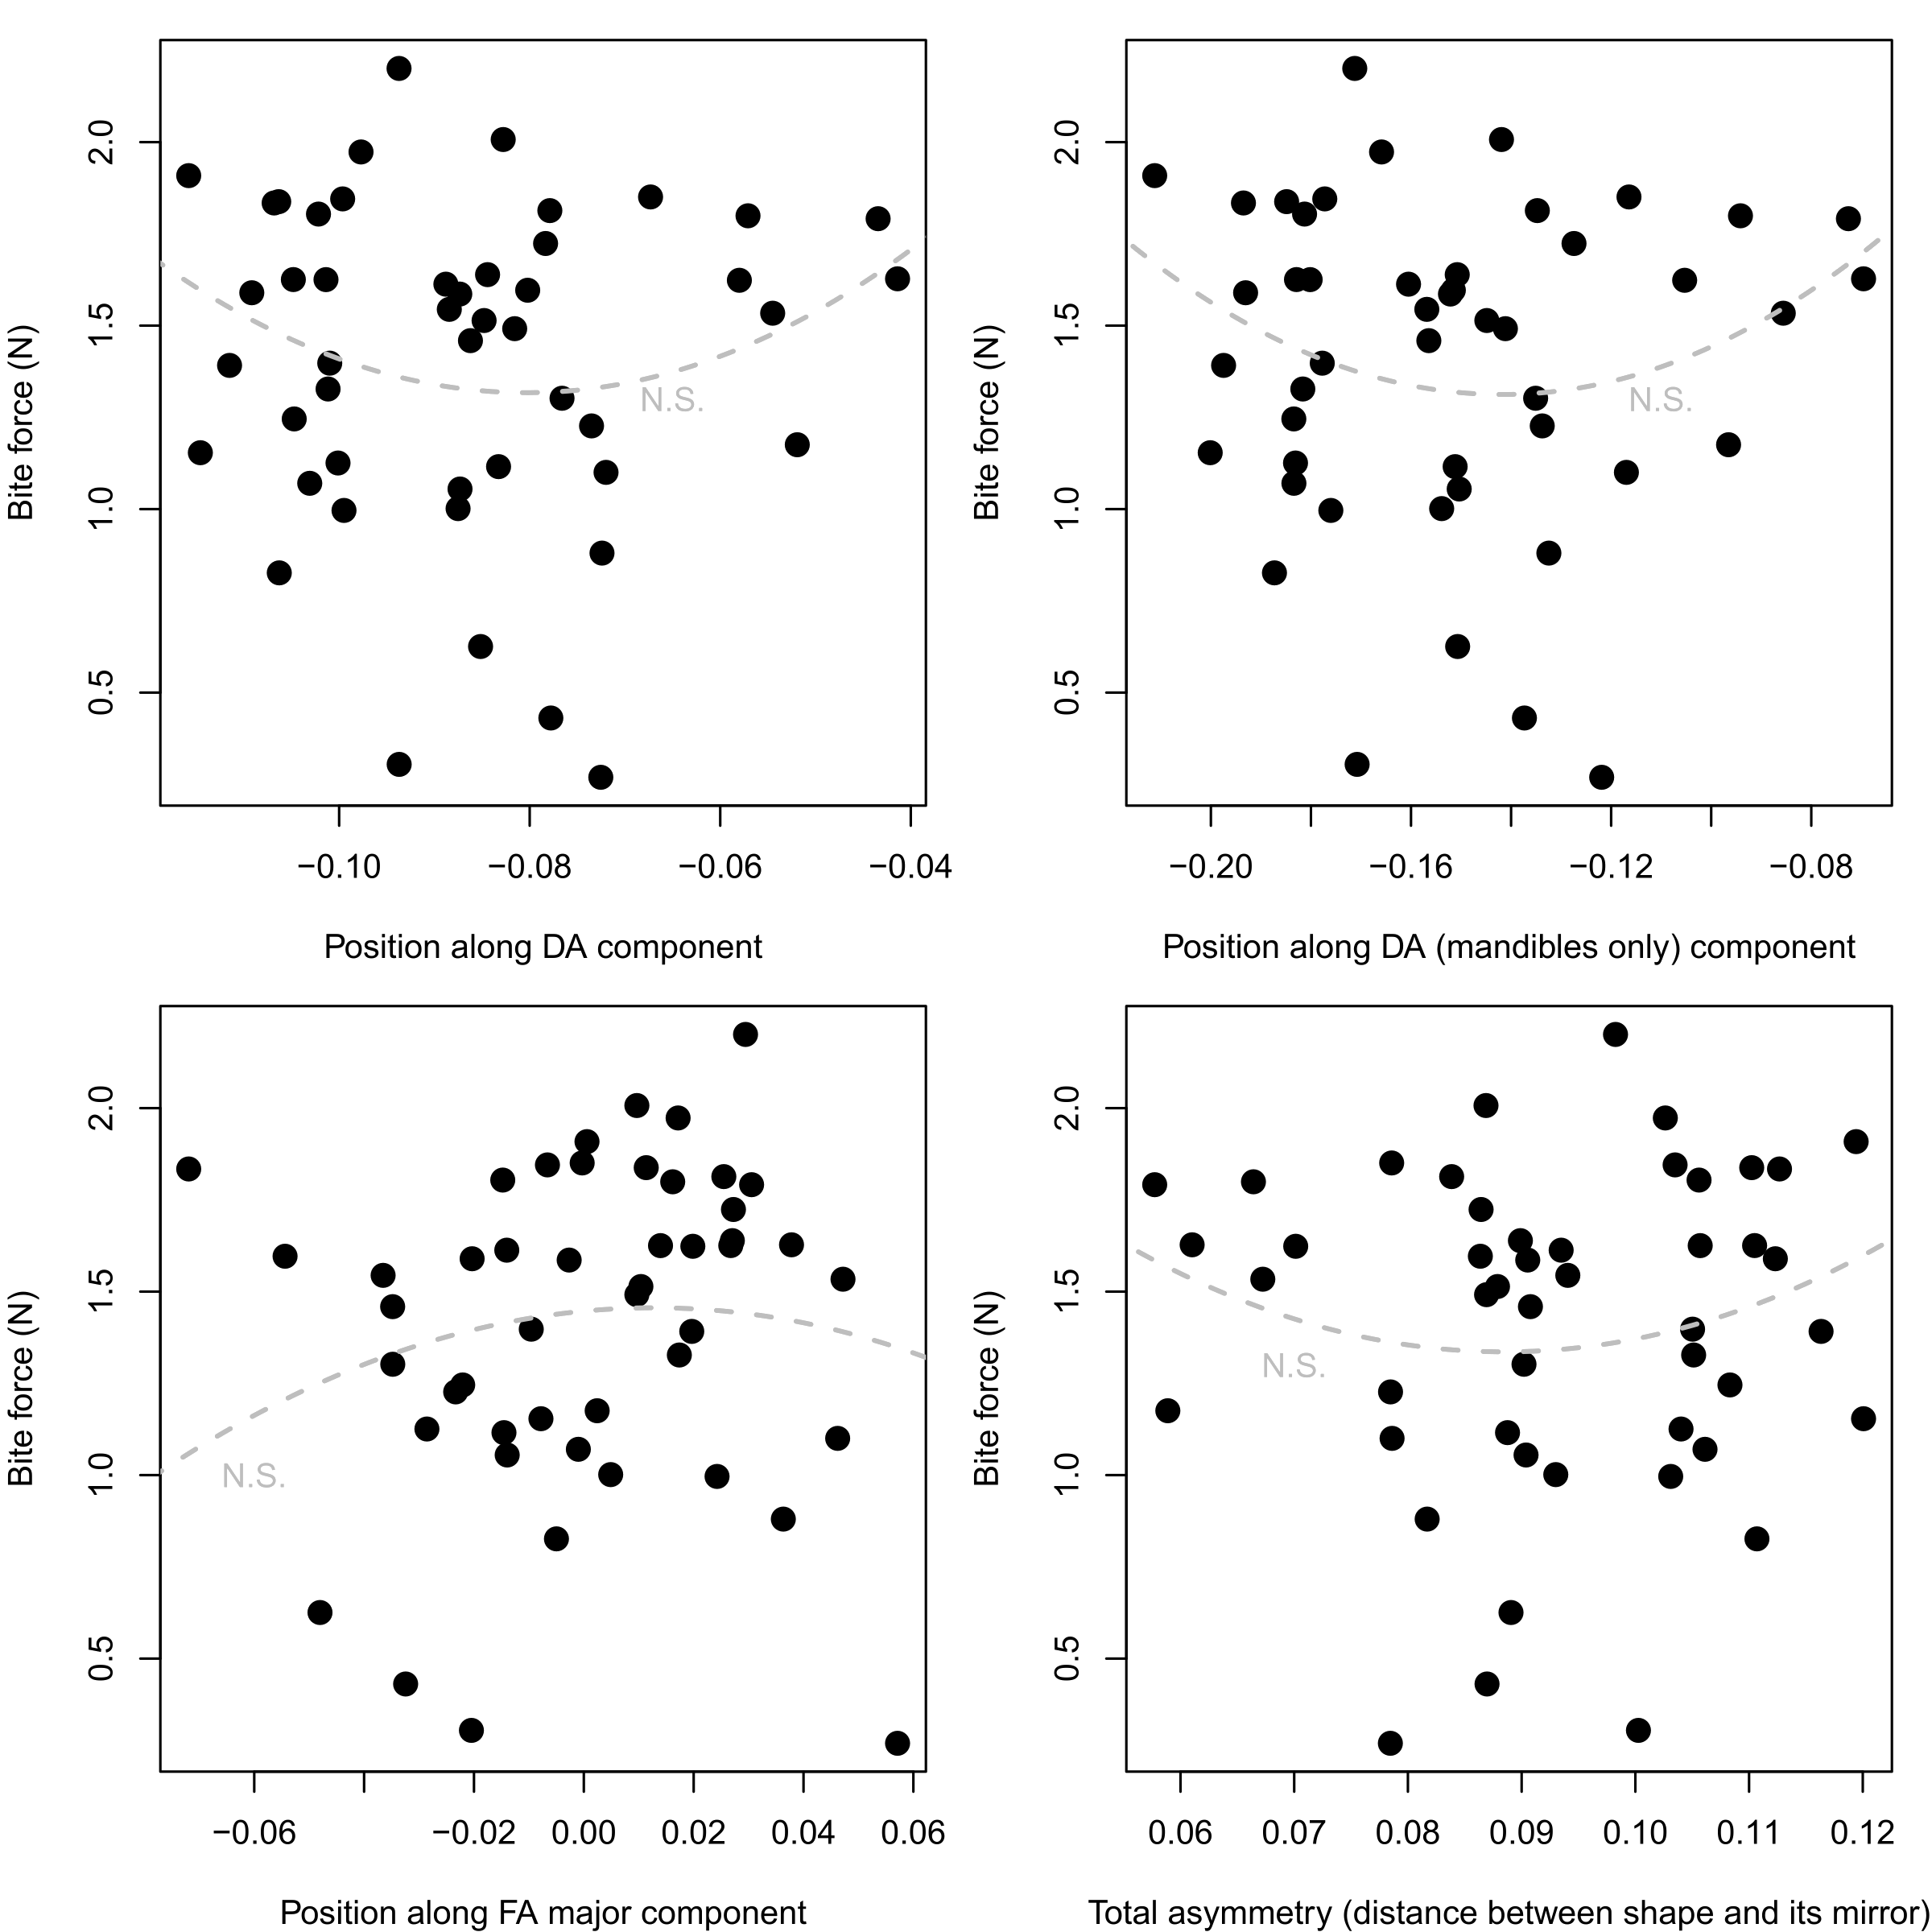 Bite force (N)
2.0
1.5
1.0
0.5
N.S.
−0.10 −0.08 −0.06 −0.04
Position along DA component
Bite force (N)
2.0
1.5
1.0
0.5
N.S.
−0.20 −0.16 −0.12 −0.08
Position along DA (mandibles only) component
Bite force (N)
2.0
1.5
1.0
0.5
N.S.
−0.06 −0.02 0.00 0.02 0.04 0.06
Position along FA major component
Bite force (N)
2.0
1.5
1.0
0.5
N.S.
0.06 0.07 0.08 0.09 0.10 0.11 0.12
Total asymmetry (distance between shape and its mirror)